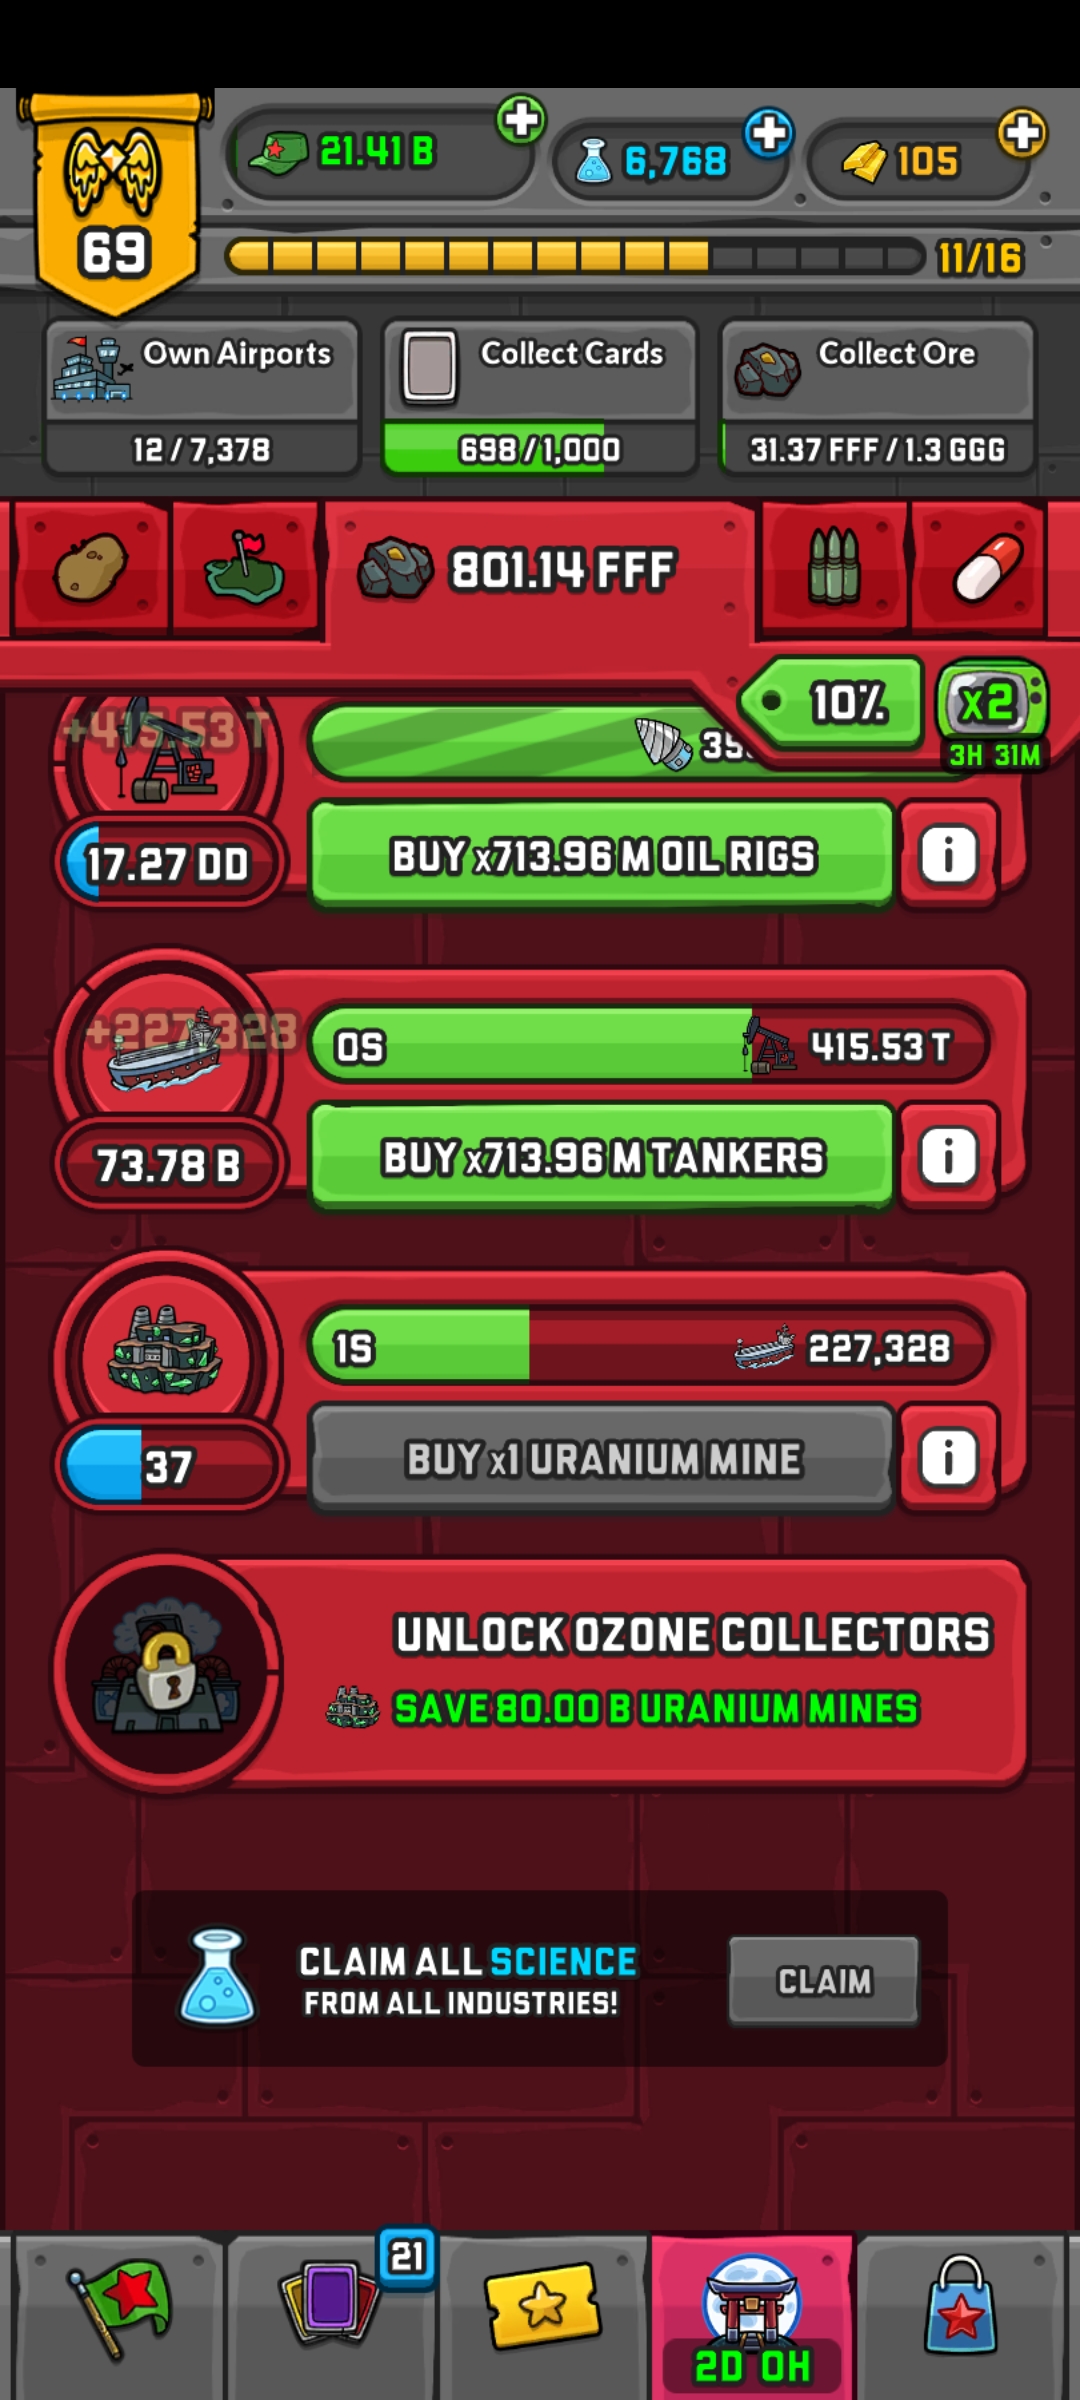 21.41 B
6,768
105
69
11/16
Own Airports
Collect Cards
Collect Ore
12/7,378
698/1,000
31.37 FFF/1.3 GGG
801.14 FFF
10%
x2
3H 31M
+415.53 T
17.27 DD
BUY x713.96 M OIL RIGS
i
+227,328
0S
415.53 T
73.78 B
BUY x713.96 M TANKERS
i
1S
227,328
37
BUY x1 URANIUM MINE
i
UNLOCK OZONE COLLECTORS
SAVE 80.00 B URANIUM MINES
CLAIM ALL SCIENCE
FROM ALL INDUSTRIES!
CLAIM
21
2D 0H